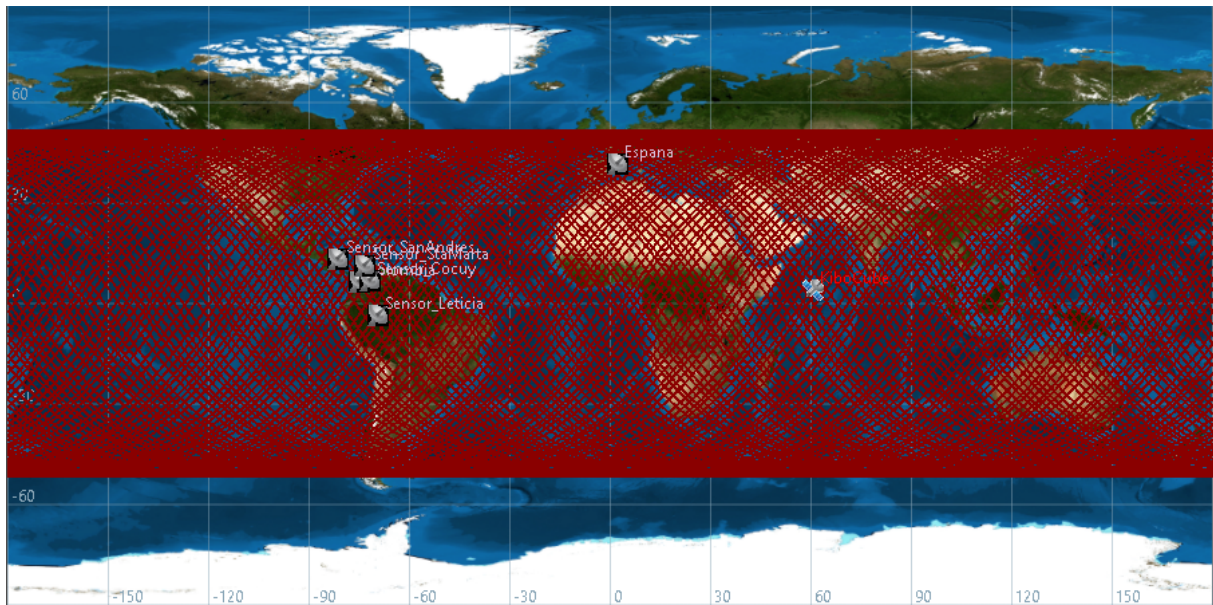 60
Espana
30
Sensor_SanAndres
Sensor_StaMarta
Sensor_Cocuy
KiboCube
Sensor_Leticia
-30
-60
-150 -120 -90 -60 -30 0 30 60 90 120 150